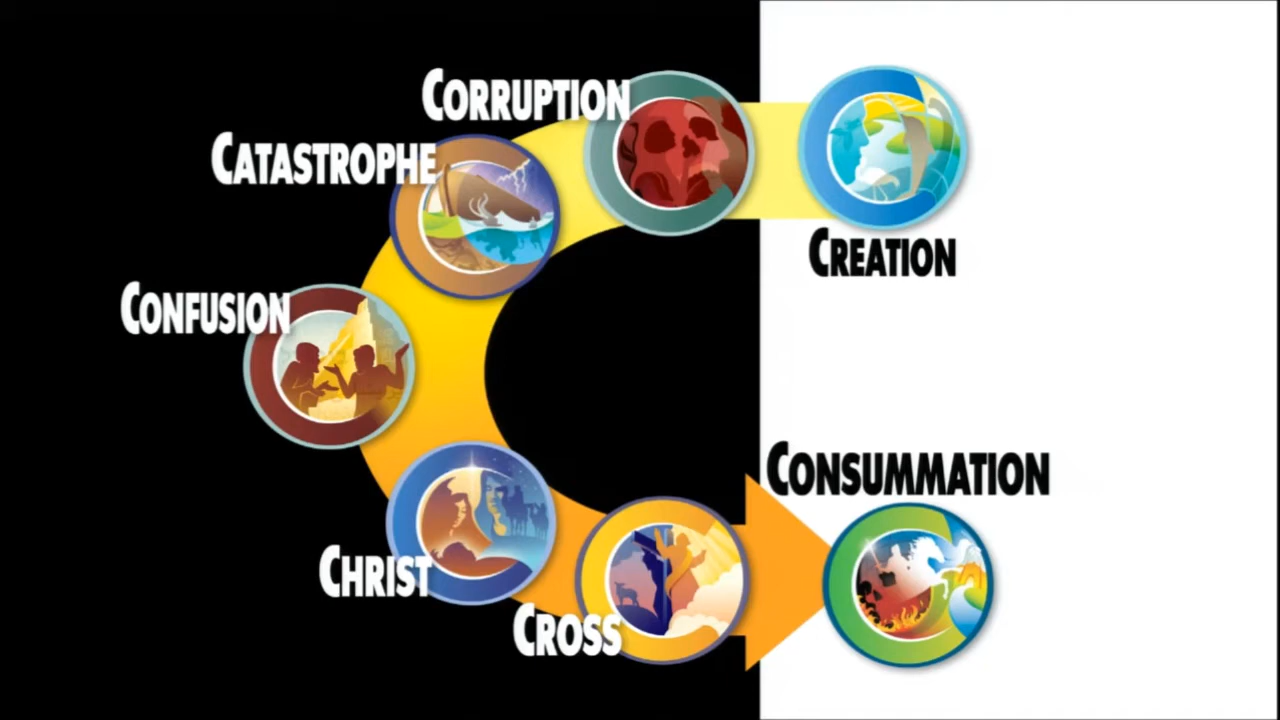 CREATION
CORRUPTION
CATASTROPHE
CONFUSION
CHRIST
CROSS
CONSUMMATION